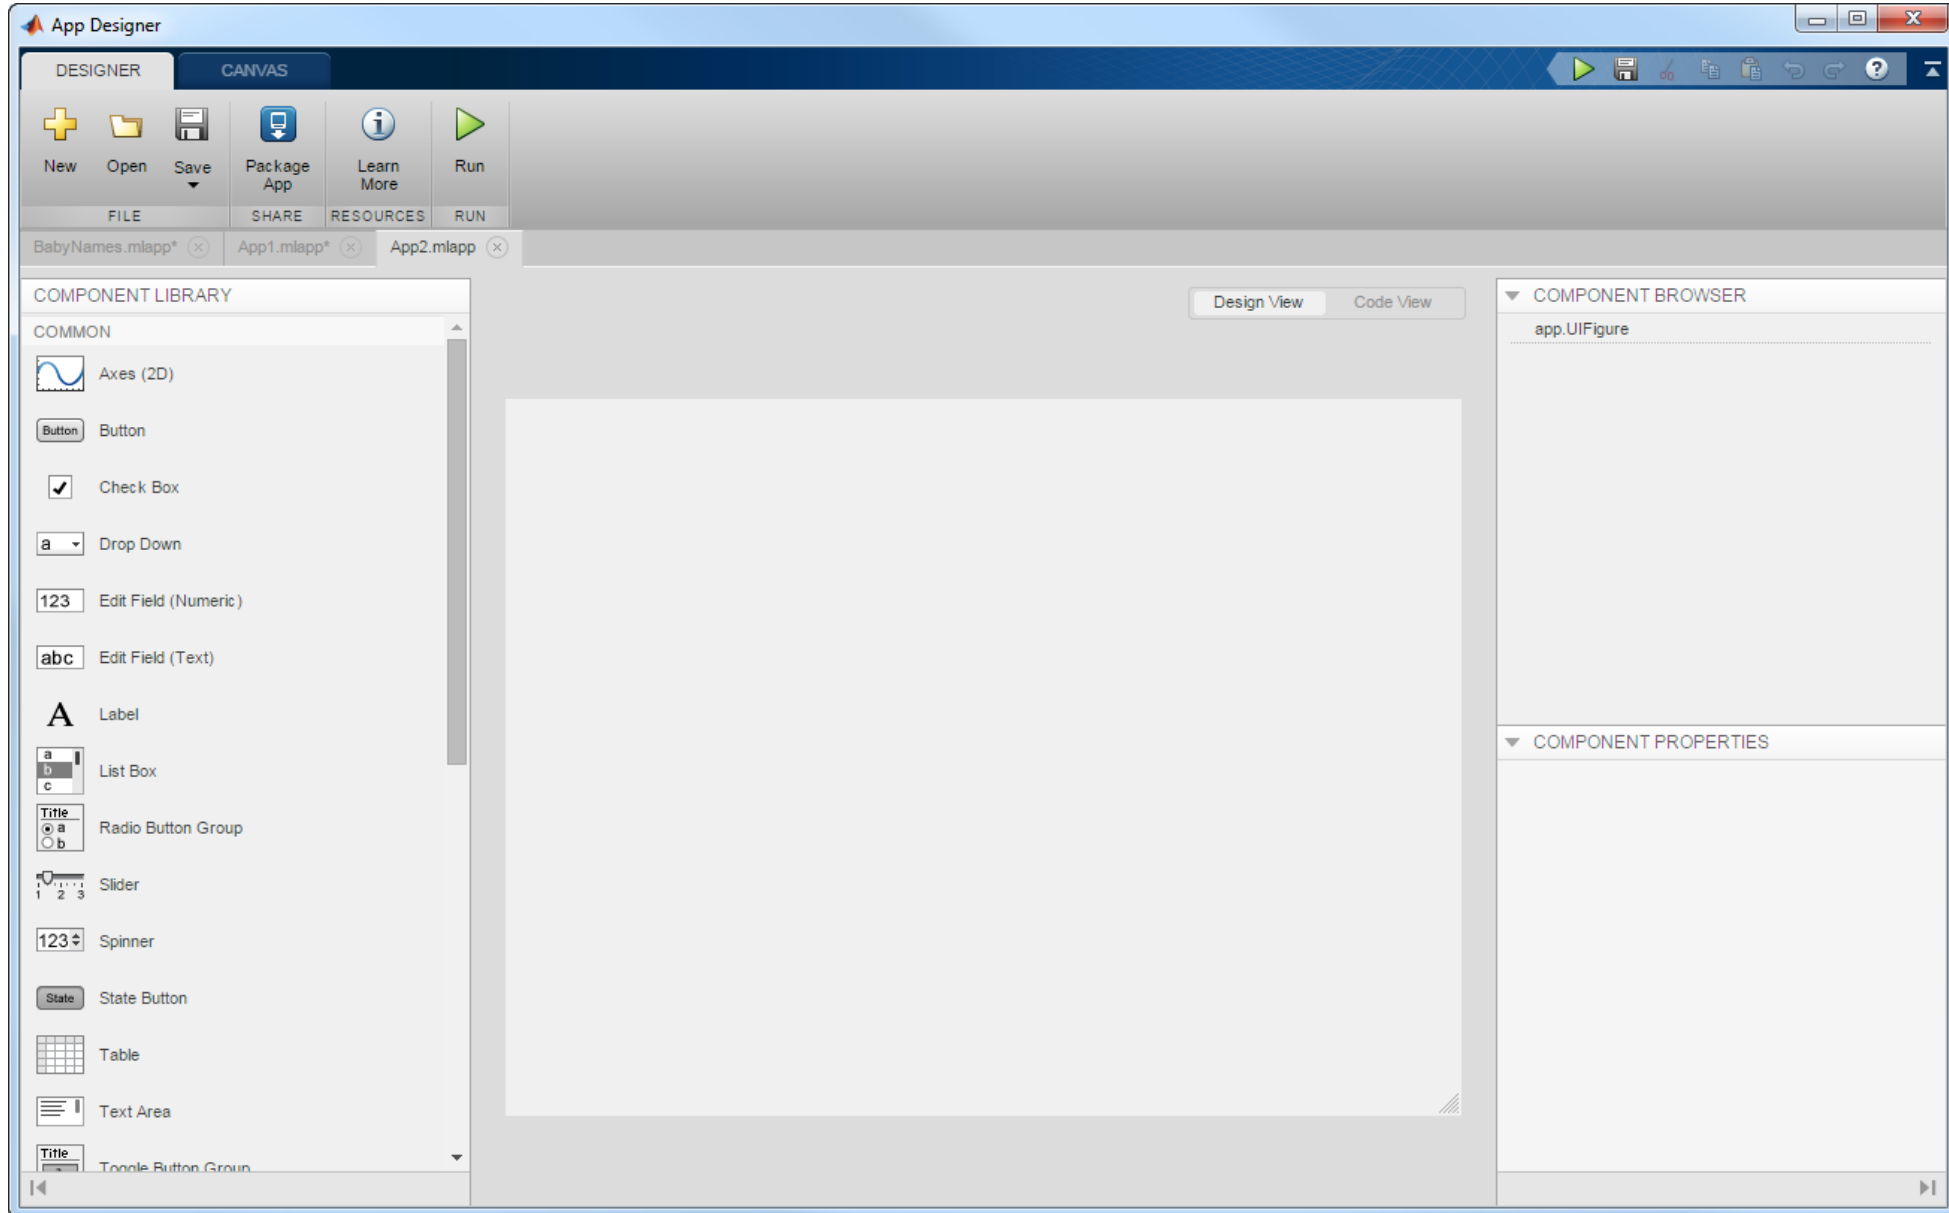 App Designer
DESIGNER CANVAS
New Open Save Package App Learn More Run
FILE SHARE RESOURCES RUN
BabyNames.mlapp* App1.mlapp* App2.mlapp
COMPONENT LIBRARY
COMMON
Axes (2D)
Button Button
Check Box
a Drop Down
123 Edit Field (Numeric)
abc Edit Field (Text)
A Label
a
b List Box
c
Title
a Radio Button Group
b
Slider
1 2 3
123 Spinner
State State Button
Table
Text Area
Title
Toggle Button Group
Design View Code View
COMPONENT BROWSER
app.UIFigure
COMPONENT PROPERTIES